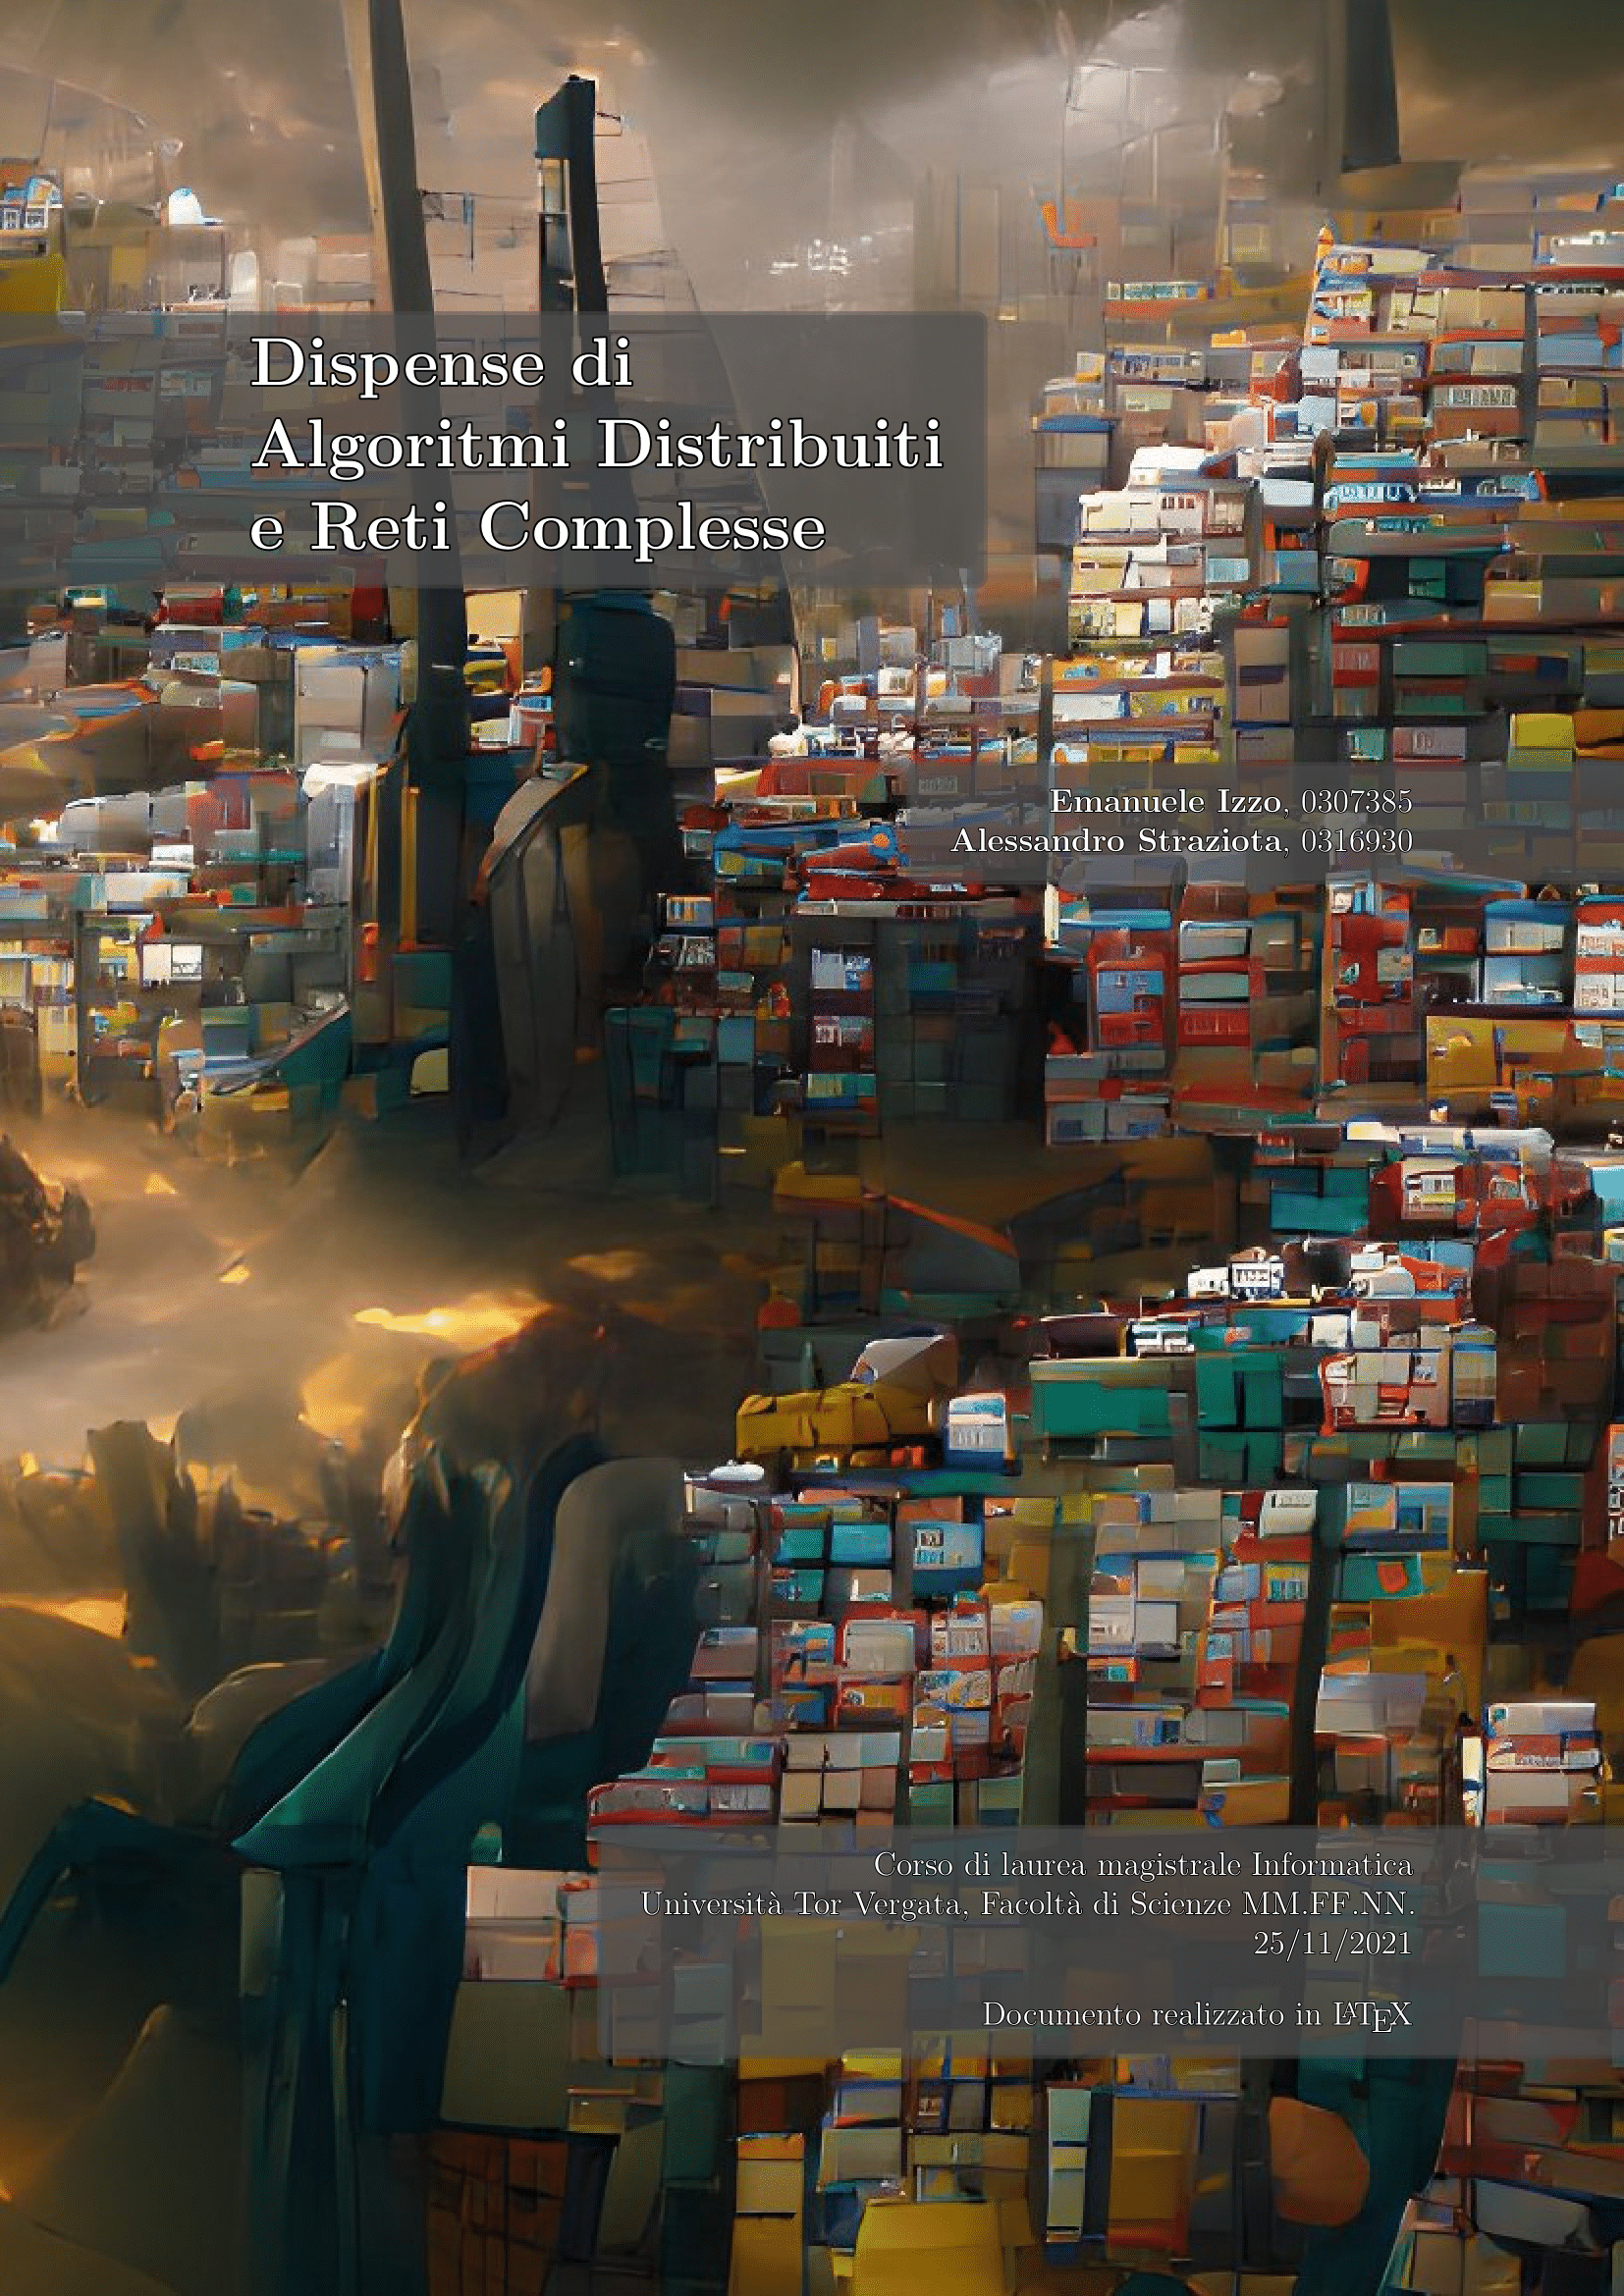 Dispense di
Algoritmi Distribuiti
e Reti Complesse
Emanuele Izzo, 0307385
Alessandro Straziota, 0316930
Corso di laurea magistrale Informatica
Università Tor Vergata, Facoltà di Scienze MM.FF.NN.
25/11/2021
Documento realizzato in LATEX